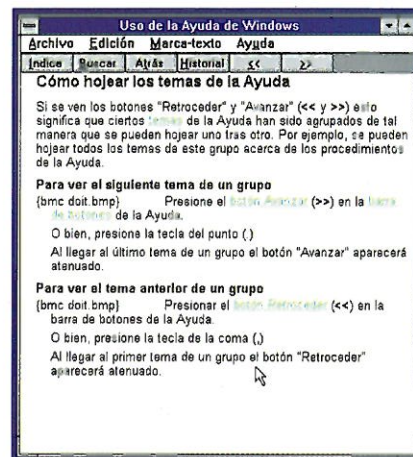 Uso de la Ayuda de Windows
Archivo Edición Marca-texto Ayuda
Indice Buscar Atrás Historial << >>
Cómo hojear los temas de la Ayuda
Si se ven los botones "Retroceder" y "Avanzar" (<< y >>) esto
significa que ciertos temas de la Ayuda han sido agrupados de tal
manera que se pueden hojear uno tras otro. Por ejemplo, se pueden
hojear todos los temas de este grupo acerca de los procedimientos
de la Ayuda.
Para ver el siguiente tema de un grupo
{bmc doit.bmp} Presione el botón Avanzar (>>) en la barra
de botones de la Ayuda.
O bien, presione la tecla del punto (.)
Al llegar al último tema de un grupo el botón "Avanzar" aparecerá
atenuado.
Para ver el tema anterior de un grupo
{bmc doit.bmp} Presionar el botón Retroceder (<<) en la
barra de botones de la Ayuda.
O bien, presione la tecla de la coma (,)
Al llegar al primer tema de un grupo el botón "Retroceder"
aparecerá atenuado.